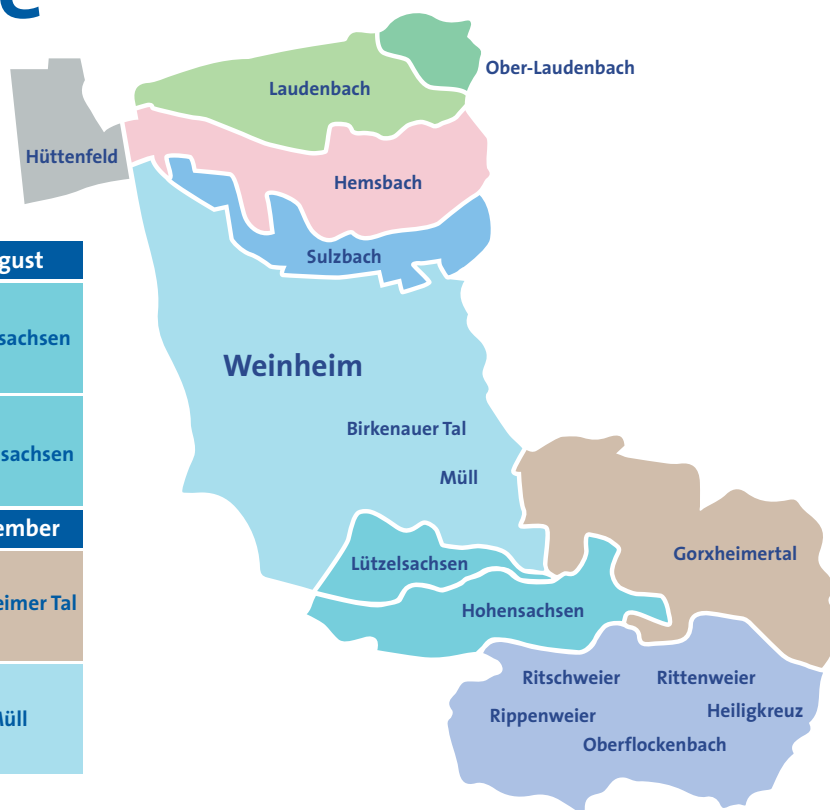 Ober-Laudenbach
Laudenbach
Hüttenfeld
Hemsbach
Sulzbach
gust
sachsen
sachsen
ember
eimer Tal
Müll
Weinheim
Birkenauer Tal
Müll
Lützelsachsen
Gorxheimertal
Hohensachsen
Ritschweier
Rittenweier
Rippenweier
Heiligkreuz
Oberflockenbach